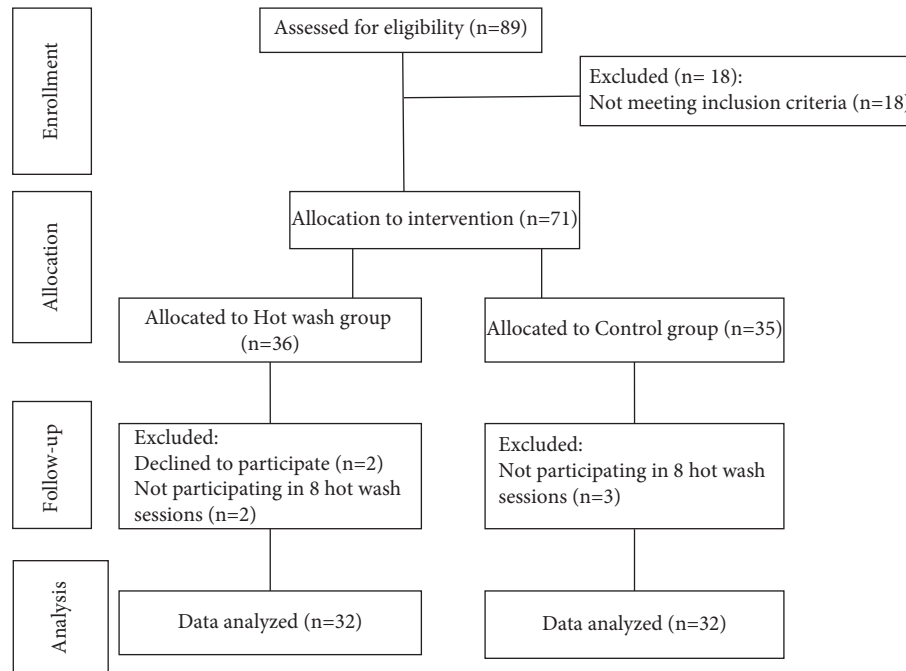 Enrollment
Assessed for eligibility (n=89)
Excluded (n= 18):
Not meeting inclusion criteria (n=18)
Allocation
Allocation to intervention (n=71)
Allocated to Hot wash group
(n=36)
Allocated to Control group (n=35)
Follow-up
Excluded:
Declined to participate (n=2)
Not participating in 8 hot wash
sessions (n=2)
Excluded:
Not participating in 8 hot wash
sessions (n=3)
Analysis
Data analyzed (n=32)
Data analyzed (n=32)